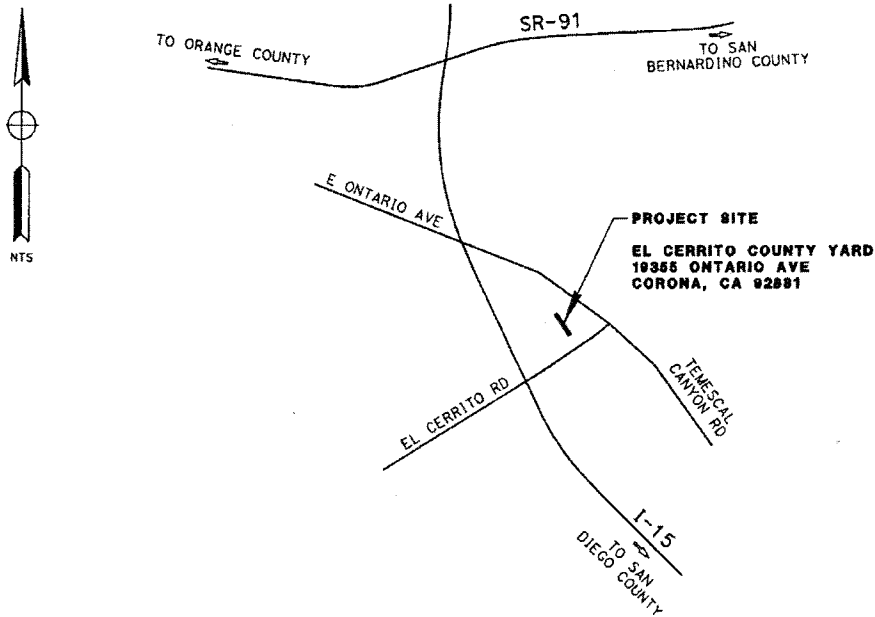 SR-91
TO ORANGE COUNTY
TO SAN
BERNARDINO COUNTY
E ONTARIO AVE
NTS
PROJECT SITE
EL CERRITO COUNTY YARD
19355 ONTARIO AVE
CORONA, CA 92881
TEMESCAL
CANYON RD
EL CERRITO RD
I-15
TO SAN
DIEGO COUNTY